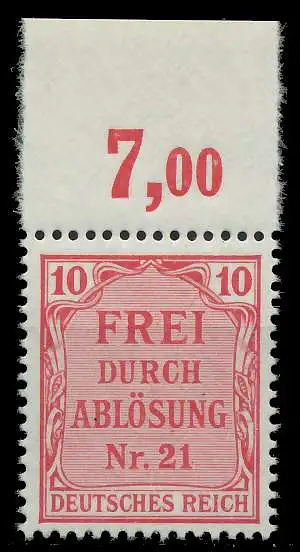 7,00
10 10
FREI
DURCH
ABLÖSUNG
Nr. 21
DEUTSCHES REICH